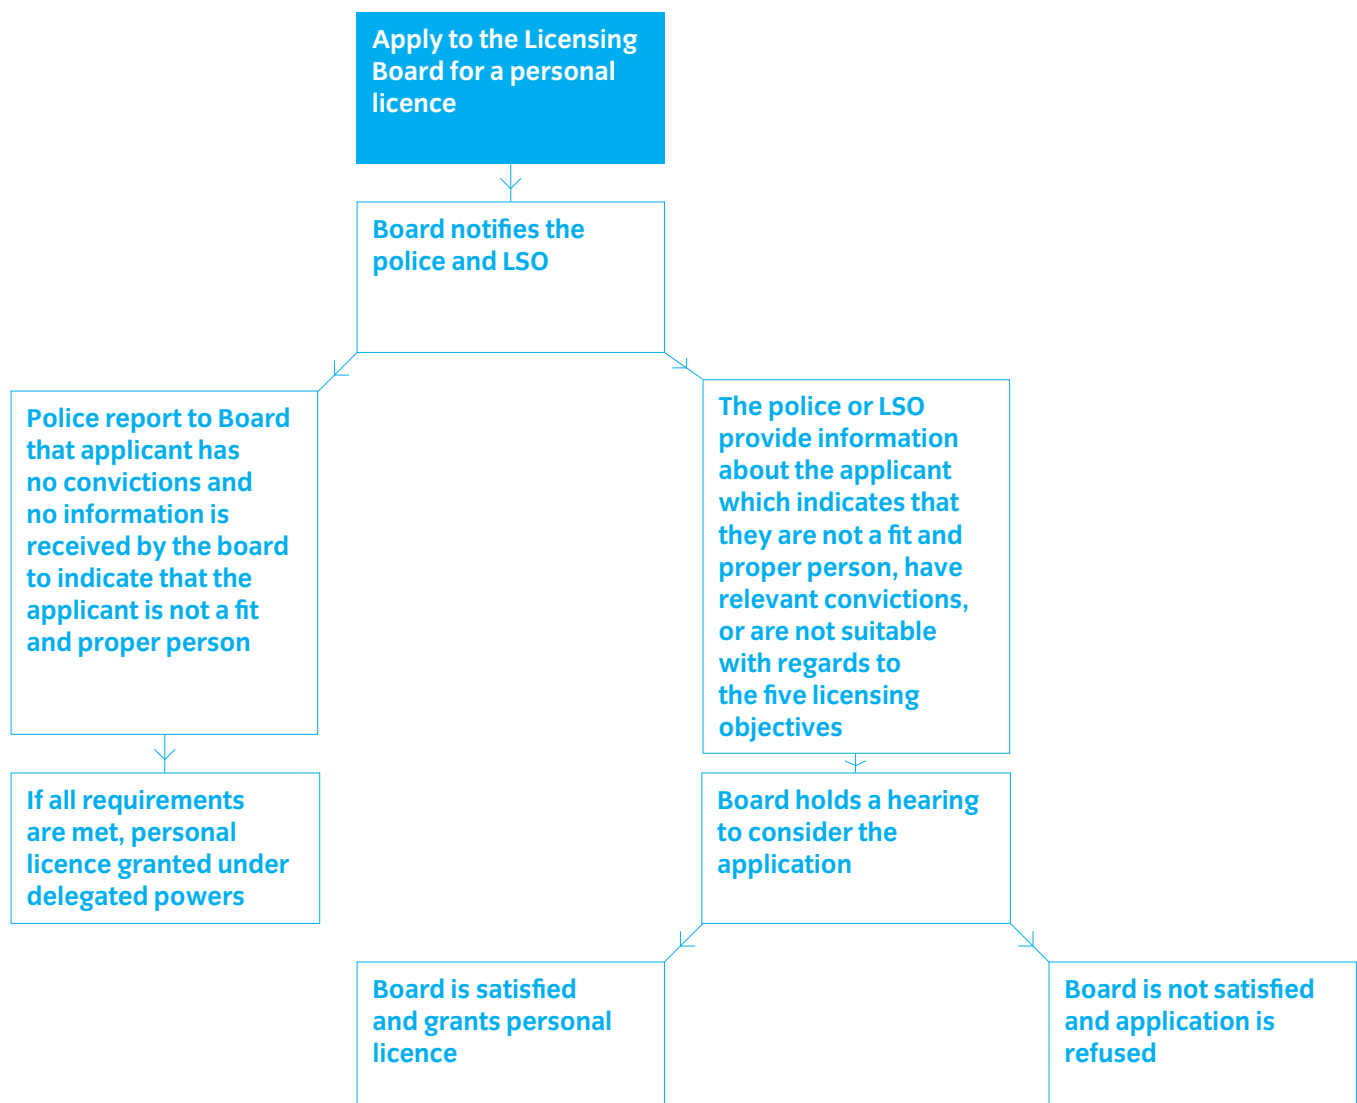 Apply to the Licensing
Board for a personal
licence
Board notifies the
police and LSO
Police report to Board
that applicant has
no convictions and
no information is
received by the board
to indicate that the
applicant is not a fit
and proper person
The police or LSO
provide information
about the applicant
which indicates that
they are not a fit and
proper person, have
relevant convictions,
or are not suitable
with regards to
the five licensing
objectives
If all requirements
are met, personal
licence granted under
delegated powers
Board holds a hearing
to consider the
application
Board is satisfied
and grants personal
licence
Board is not satisfied
and application is
refused